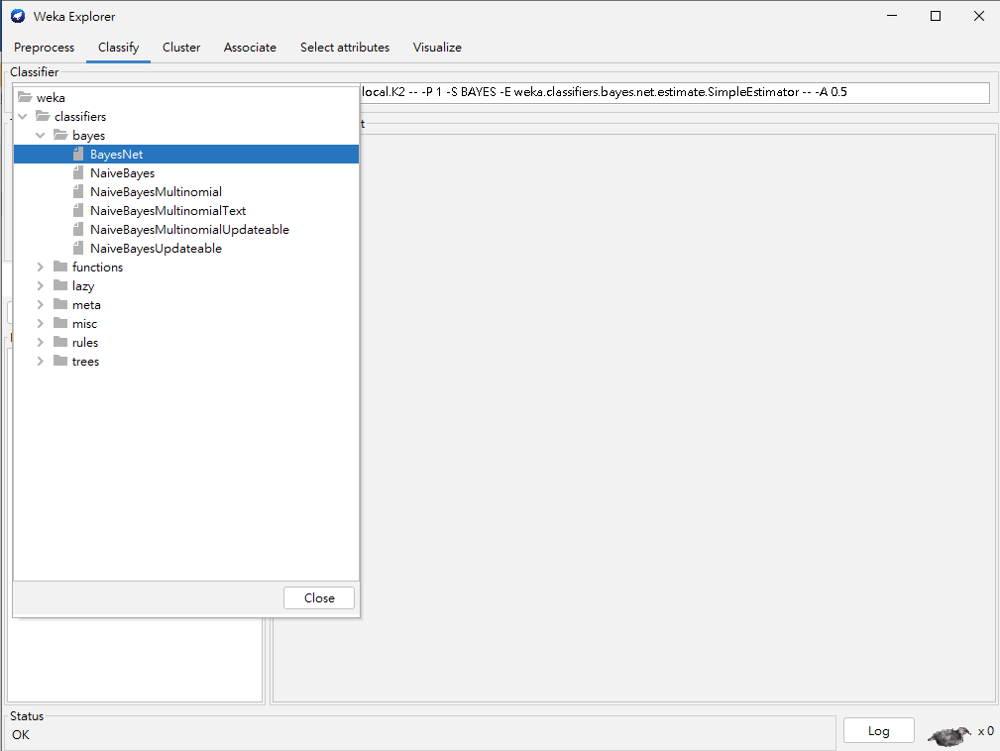 Weka Explorer
Preprocess Classify Cluster Associate Select attributes Visualize
Classifier
local.K2 -- -P 1 -S BAYES -E weka.classifiers.bayes.net.estimate.SimpleEstimator -- -A 0.5
weka
classifiers
bayes
BayesNet
NaiveBayes
NaiveBayesMultinomial
NaiveBayesMultinomialText
NaiveBayesMultinomialUpdateable
NaiveBayesUpdateable
functions
lazy
meta
misc
rules
trees
Close
Status
OK
Log
x 0